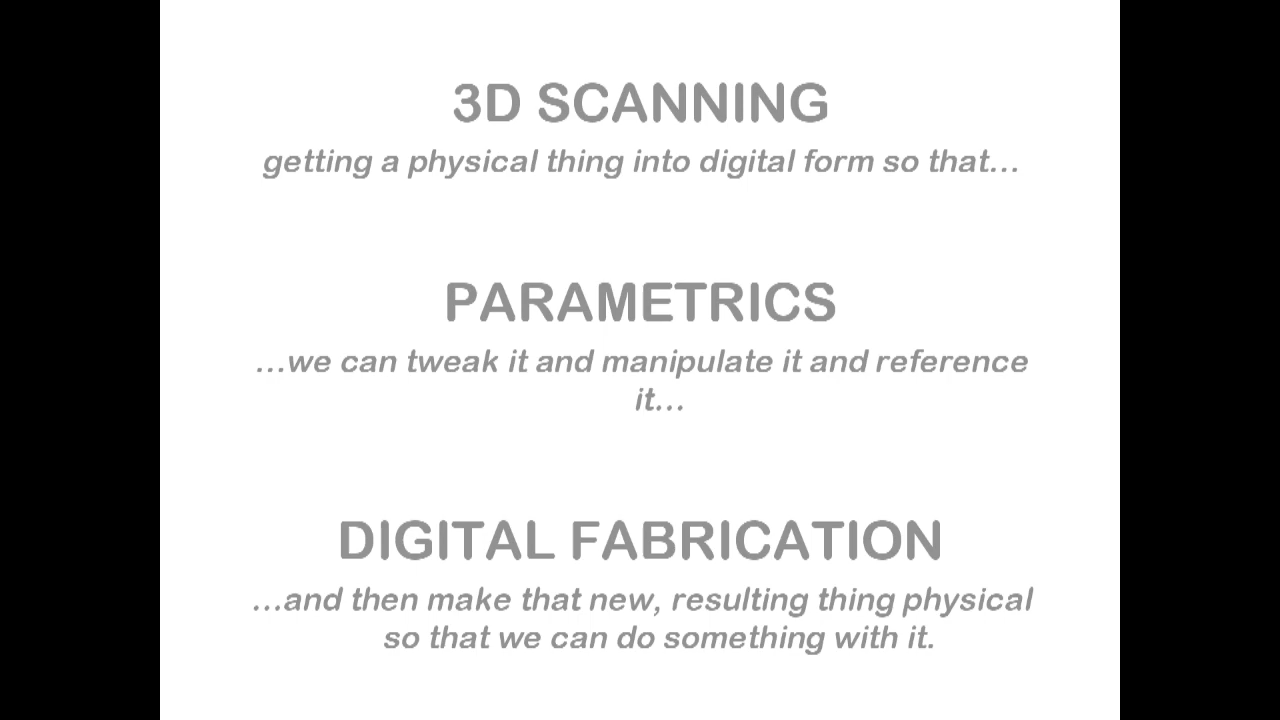 3D SCANNING
getting a physical thing into digital form so that…
PARAMETRICS
…we can tweak it and manipulate it and reference
it…
DIGITAL FABRICATION
…and then make that new, resulting thing physical
so that we can do something with it.